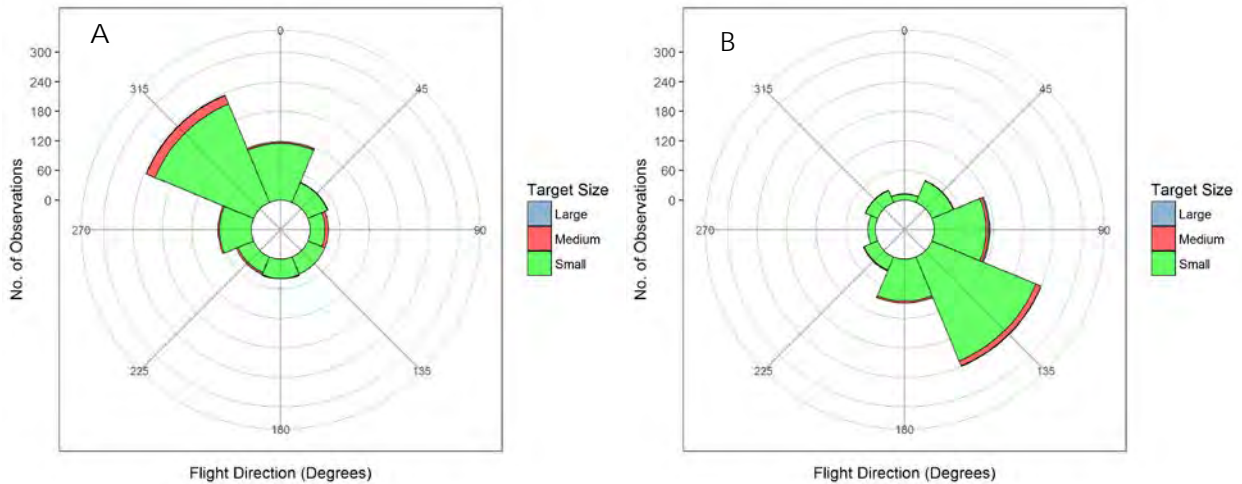 A
0
45
90
135
180
225
270
315
300
240
180
120
60
0
No. of Observations
Flight Direction (Degrees)
Target Size
Large
Medium
Small
B
0
45
90
135
180
225
270
315
300
240
180
120
60
0
No. of Observations
Flight Direction (Degrees)
Target Size
Large
Medium
Small